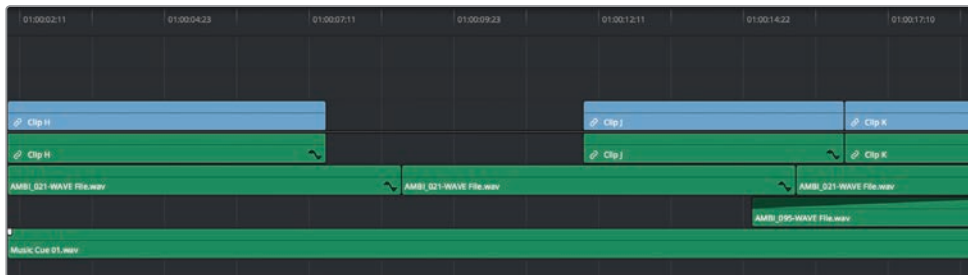 01:00:02:11 01:00:04:23 01:00:07:11 01:00:09:23 01:00:12:11 01:00:14:22 01:00:17:10
Clip H Clip J Clip K
Clip H Clip J Clip K
AMBI_021-WAVE File.wav AMBI_021-WAVE File.wav AMBI_021-WAVE File.wav
AMBI_095-WAVE File.wav
Music Cue 01.wav